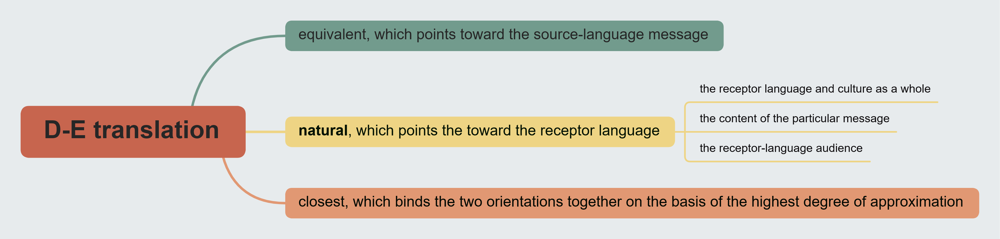 equivalent, which points toward the source-language message
the receptor language and culture as a whole
the content of the particular message
D-E translation
natural, which points the toward the receptor language
the receptor-language audience
closest, which binds the two orientations together on the basis of the highest degree of approximation